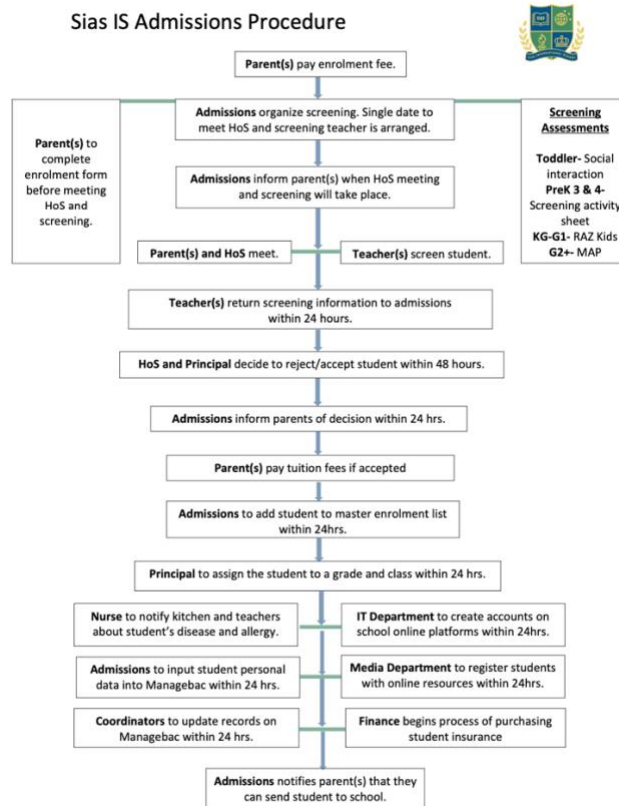 Sias IS Admissions Procedure
Parent(s) pay enrolment fee.
Parent(s) to
complete
enrolment form
before meeting
HoS and
screening.
Admissions organize screening. Single date to
meet HoS and screening teacher is arranged.
Screening
Assessments
Toddler- Social
interaction
PreK 3 & 4-
Screening activity
sheet
KG-G1- RAZ Kids
G2+- MAP
Admissions inform parent(s) when HoS meeting
and screening will take place.
Parent(s) and HoS meet.
Teacher(s) screen student.
Teacher(s) return screening information to admissions
within 24 hours.
HoS and Principal decide to reject/accept student within 48 hours.
Admissions inform parents of decision within 24 hrs.
Parent(s) pay tuition fees if accepted
Admissions to add student to master enrolment list
within 24hrs.
Principal to assign the student to a grade and class within 24 hrs.
Nurse to notify kitchen and teachers
about student's disease and allergy.
IT Department to create accounts on
school online platforms within 24hrs.
Admissions to input student personal
data into Managebac within 24 hrs.
Media Department to register students
with online resources within 24hrs.
Coordinators to update records on
Managebac within 24 hrs.
Finance begins process of purchasing
student insurance
Admissions notifies parent(s) that they
can send student to school.